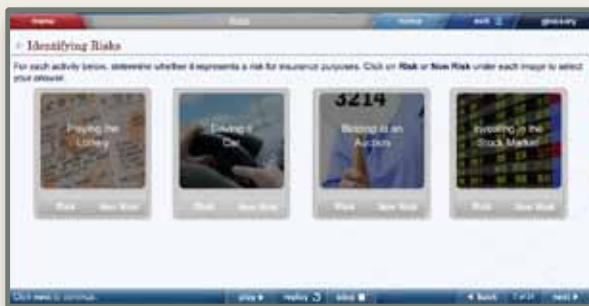 menu Risk home exit glossary
Identifying Risks
For each activity below, determine whether it represents a risk for insurance purposes. Click on Risk or Non Risk under each image to select
your answer.
Playing the
Lottery
Driving a
Car
3214
Bidding at an
Auction
Investing in the
Stock Market
Risk Non Risk Risk Non Risk Risk Non Risk Risk Non Risk
Click next to continue. play replay stop back next